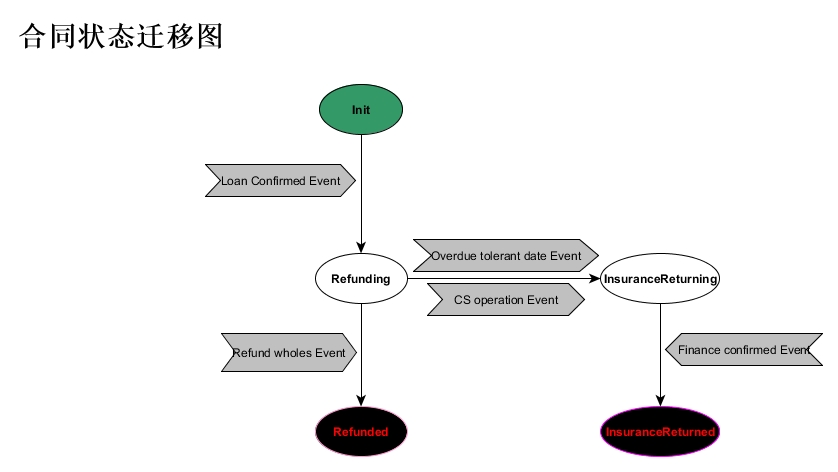 合同状态迁移图
Init
Loan Confirmed Event
Overdue tolerant date Event
Refunding
InsuranceReturning
CS operation Event
Refund wholes Event
Finance confirmed Event
Refunded
InsuranceReturned